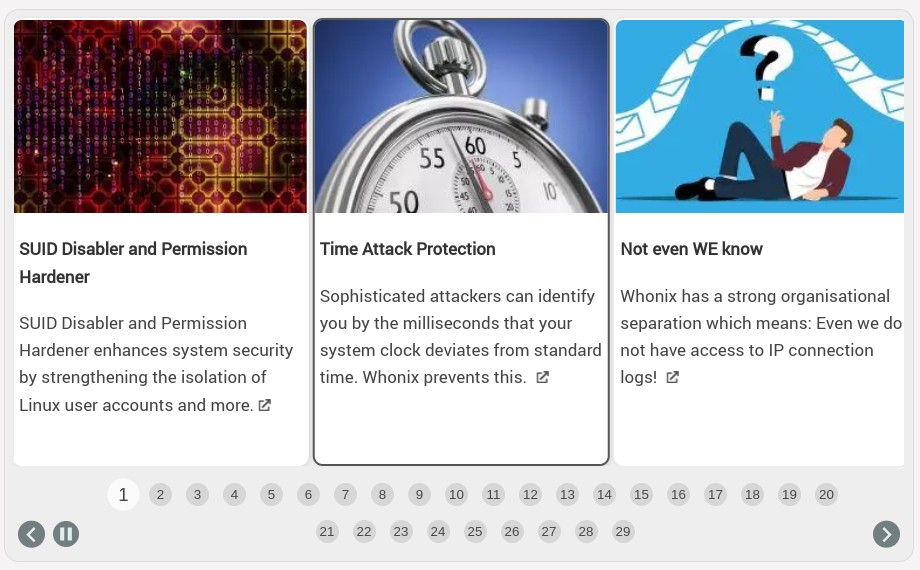 55
60
5
50
10
SUID Disabler and Permission
Hardener
SUID Disabler and Permission
Hardener enhances system security
by strengthening the isolation of
Linux user accounts and more.
Time Attack Protection
Sophisticated attackers can identify
you by the milliseconds that your
system clock deviates from standard
time. Whonix prevents this.
?
Not even WE know
Whonix has a strong organisational
separation which means: Even we do
not have access to IP connection
logs!
1 2 3 4 5 6 7 8 9 10 11 12 13 14 15 16 17 18 19 20
21 22 23 24 25 26 27 28 29